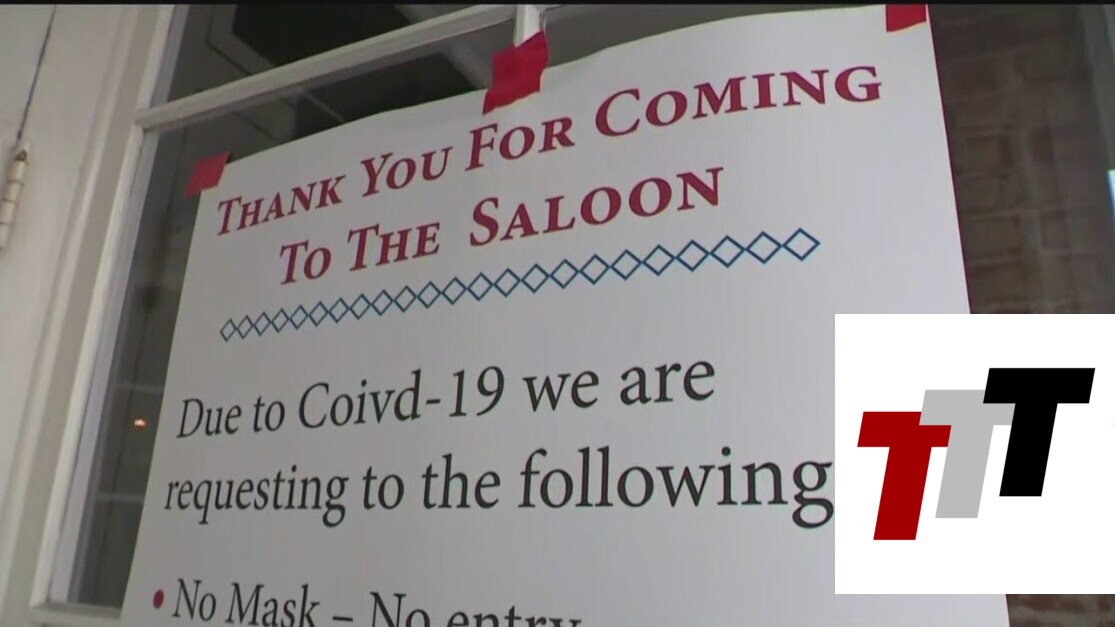 THANK YOU FOR COMING
TO THE SALOON
Due to Coivd-19 we are
requesting to the following
• No Mask – No entry
TTT